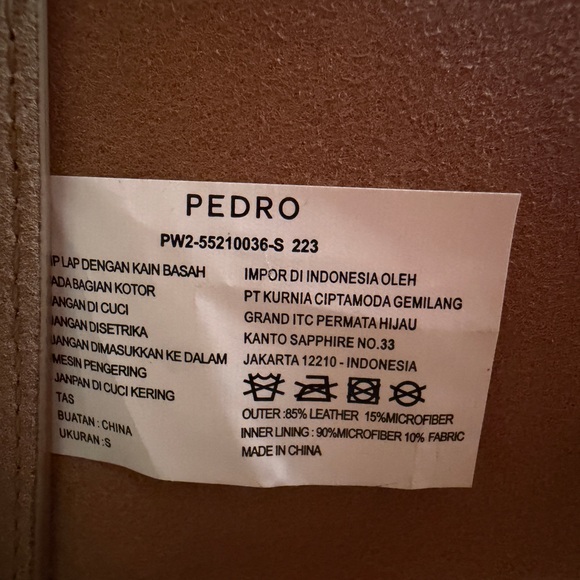 PEDRO
PW2-55210036-S 223
LAP DENGAN KAIN BASAH
PADA BAGIAN KOTOR
JANGAN DI CUCI
JANGAN DISETRIKA
JANGAN DIMASUKKAN KE DALAM
MESIN PENGERING
JANPAN DI CUCI KERING
TAS
BUATAN : CHINA
UKURAN :S
IMPOR DI INDONESIA OLEH
PT KURNIA CIPTAMODA GEMILANG
GRAND ITC PERMATA HIJAU
KANTO SAPPHIRE NO.33
JAKARTA 12210 - INDONESIA
OUTER :85% LEATHER 15%MICROFIBER
INNER LINING : 90%MICROFIBER 10% FABRIC
MADE IN CHINA